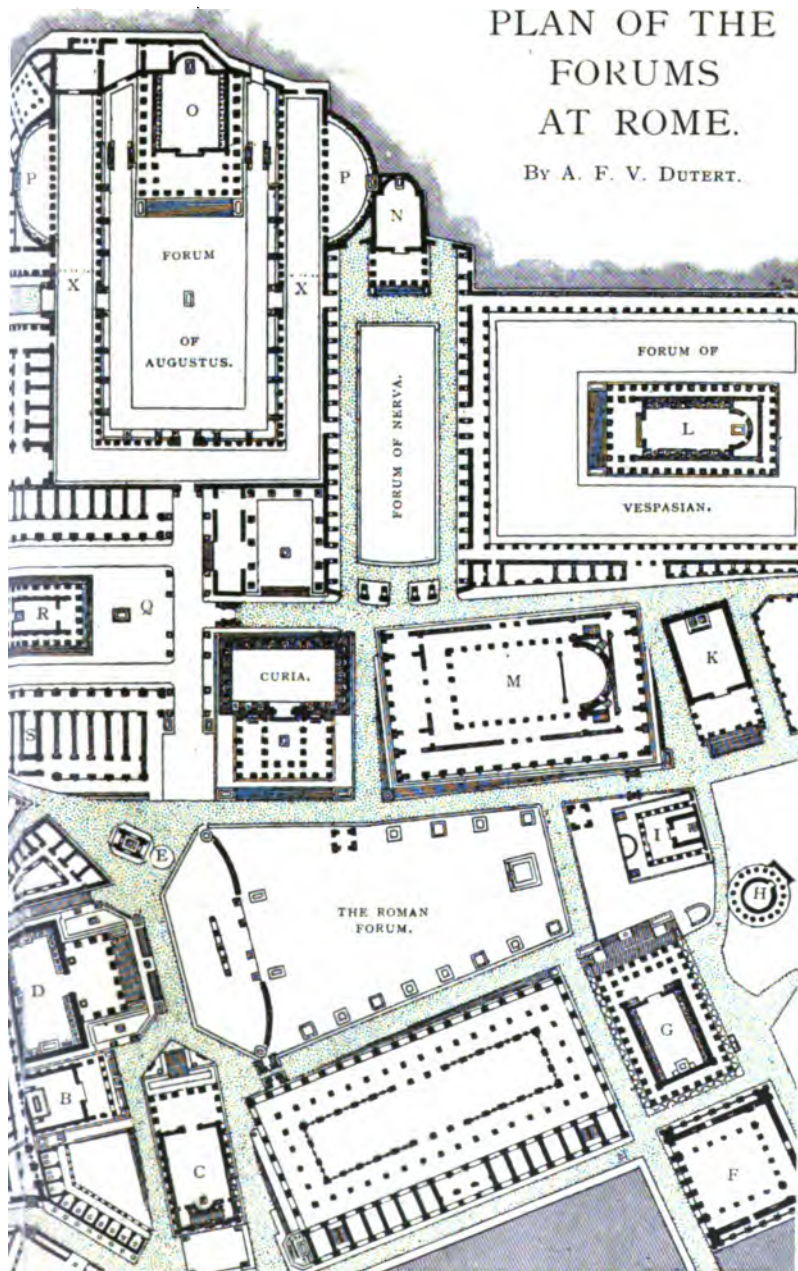 PLAN OF THE
FORUMS
AT ROME.
BY A. F. V. DUTERT.
O
P
P
N
FORUM
X
X
OF
AUGUSTUS.
FORUM OF NERVA.
FORUM OF
L
VESPASIAN.
R
Q
CURIA.
M
K
S
E
I
H
THE ROMAN
FORUM.
D
G
B
C
F